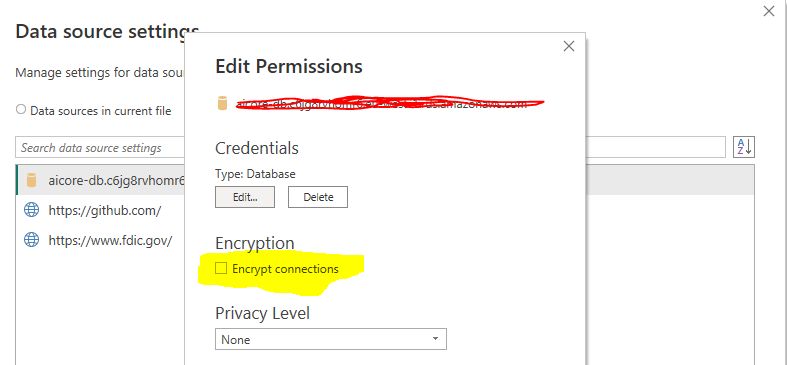 Data source settings
Edit Permissions
Manage settings for data sour
Data sources in current file
Credentials
Search data source settings
Type: Database
aicore-db.c6jg8rvhomr6
Edit...
Delete
https://github.com/
https://www.fdic.gov/
Encryption
Encrypt connections
Privacy Level
None